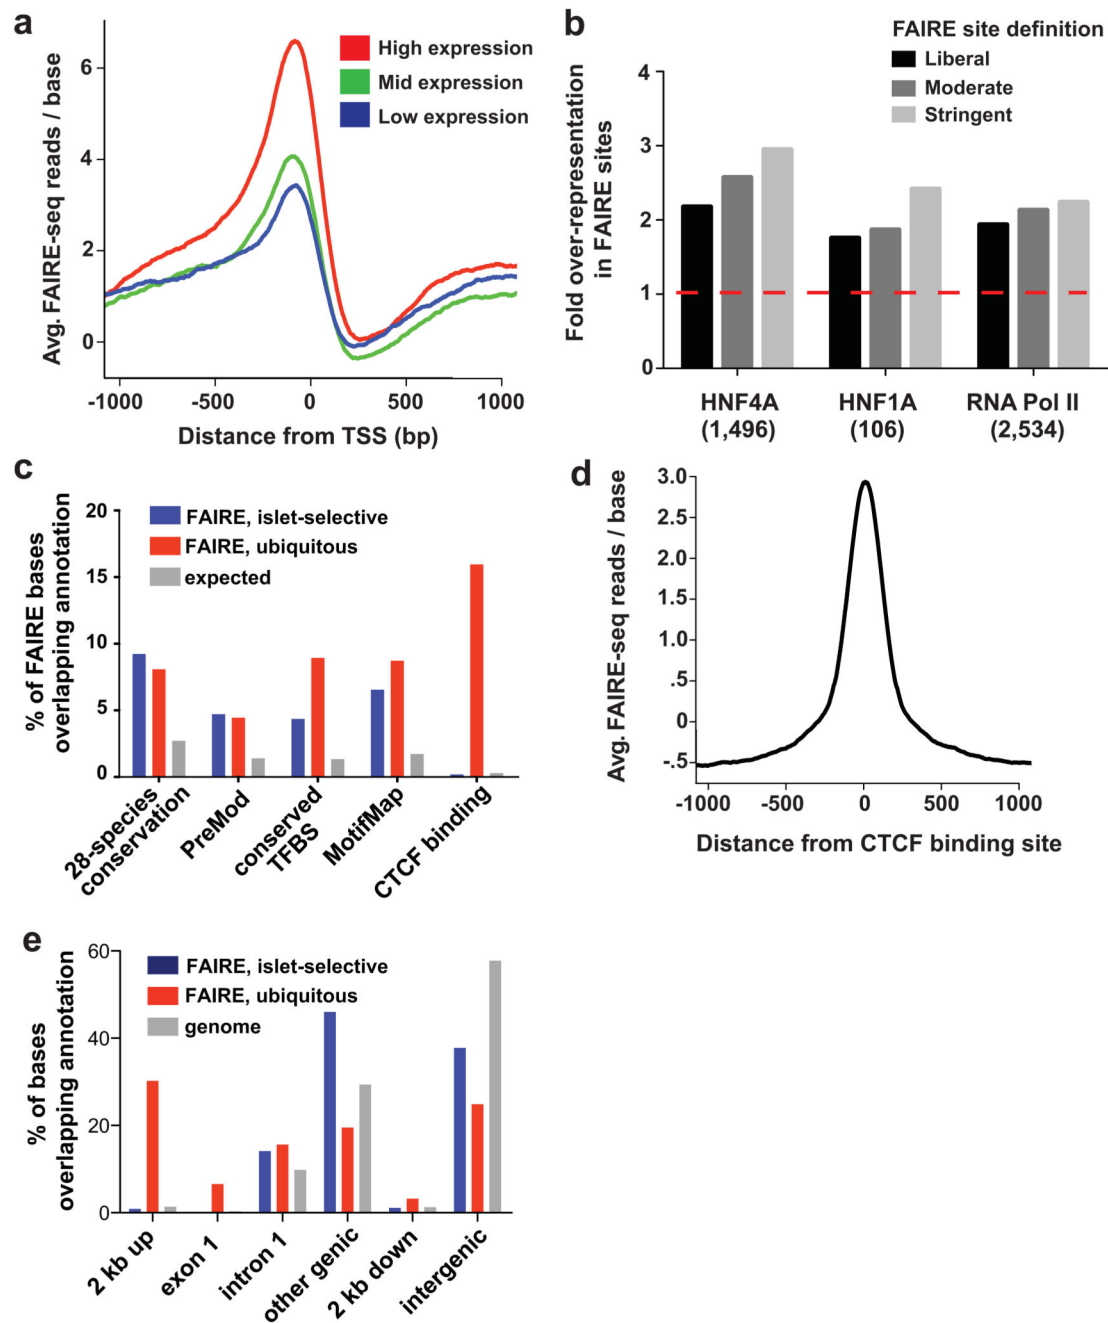 a
Avg. FAIRE-seq reads / base
6
4
2
0
High expression
Mid expression
Low expression
-1000 -500 0 500 1000
Distance from TSS (bp)
b
FAIRE site definition
Liberal
Moderate
Stringent
Fold over-representation
in FAIRE sites
4
3
2
1
0
HNF4A HNF1A RNA Pol II
(1,496) (106) (2,534)
c
% of FAIRE bases
overlapping annotation
20
15
10
5
0
FAIRE, islet-selective
FAIRE, ubiquitous
expected
28-species
conservation
PreMod
conserved
TFBS
MotifMap
CTCF binding
d
Avg. FAIRE-seq reads / base
3.0
2.5
2.0
1.0
0
-.5
-1000 -500 0 500 1000
Distance from CTCF binding site
e
% of bases
overlapping annotation
60
40
20
0
FAIRE, islet-selective
FAIRE, ubiquitous
genome
2 kb up
exon 1
intron 1
other genic
2 kb down
intergenic